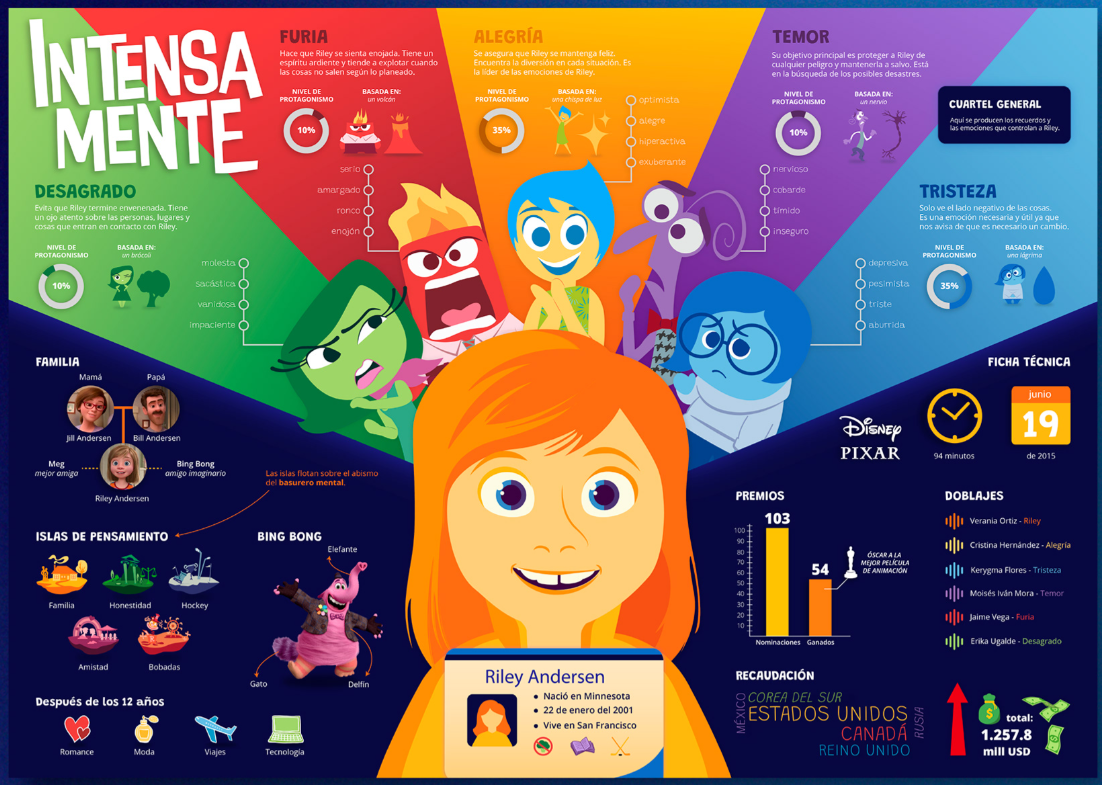 INTENSA
MENTE
FURIA
Hace que Riley se sienta enojada. Tiene un
espíritu ardiente y tiende a explotar cuando
las cosas no salen según lo planeado.
NIVEL DE
PROTAGONISMO
10%
BASADA EN:
un volcán
serio
amargado
ronco
enojón
ALEGRÍA
Se asegura que Riley se mantenga feliz.
Encuentra la diversión en cada situación. Es
la líder de las emociones de Riley.
NIVEL DE
PROTAGONISMO
35%
BASADA EN:
una chispa de luz
optimista
alegre
hiperactiva
exuberante
TEMOR
Su objetivo principal es proteger a Riley de
cualquier peligro y mantenerla a salvo. Está
en la búsqueda de los posibles desastres.
NIVEL DE
PROTAGONISMO
10%
BASADA EN:
un nervio
nervioso
cobarde
tímido
inseguro
CUARTEL GENERAL
Aquí se producen los recuerdos y
las emociones que controlan a Riley.
DESAGRADO
Evita que Riley termine envenenada. Tiene
un ojo atento sobre las personas, lugares y
cosas que entran en contacto con Riley.
NIVEL DE
PROTAGONISMO
10%
BASADA EN:
un brócoli
molesta
sacástica
vanidosa
impaciente
TRISTEZA
Solo ve el lado negativo de las cosas.
Es una emoción necesaria y útil ya que
nos avisa de que es necesario un cambio.
NIVEL DE
PROTAGONISMO
35%
BASADA EN:
una lágrima
depresiva
pesimista
triste
aburrida
FAMILIA
Mamá
Papá
Jill Andersen
Bill Andersen
Meg
mejor amigo
Bing Bong
amigo imaginario
Riley Andersen
Las islas flotan sobre el abismo
del basurero mental.
ISLAS DE PENSAMIENTO
Familia
Honestidad
Hockey
Amistad
Bobadas
BING BONG
Elefante
Gato
Delfín
Después de los 12 años
Romance
Moda
Viajes
Tecnología
Riley Andersen
Nació en Minnesota
22 de enero del 2001
Vive en San Francisco
FICHA TÉCNICA
Disney
PIXAR
94 minutos
junio
19
de 2015
PREMIOS
100
90
80
70
60
50
40
30
20
10
103
54
Nominaciones
Ganados
ÓSCAR A LA
MEJOR PELÍCULA
DE ANIMACIÓN
DOBLAJES
Verania Ortiz - Riley
Cristina Hernández - Alegría
Kerygma Flores - Tristeza
Moisés Iván Mora - Temor
Jaime Vega - Furia
Erika Ugalde - Desagrado
RECAUDACIÓN
MÉXICO
COREA DEL SUR
ESTADOS UNIDOS
CANADÁ
REINO UNIDO
RUSIA
$
total:
1.257.8
mill USD